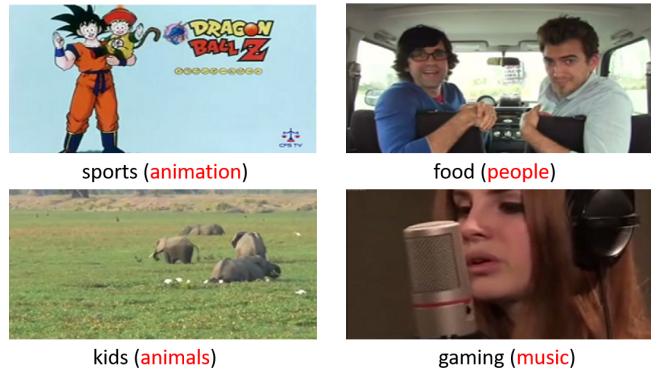 DRAGON
BALL Z
CFS TV
sports (animation)
food (people)
kids (animals)
gaming (music)